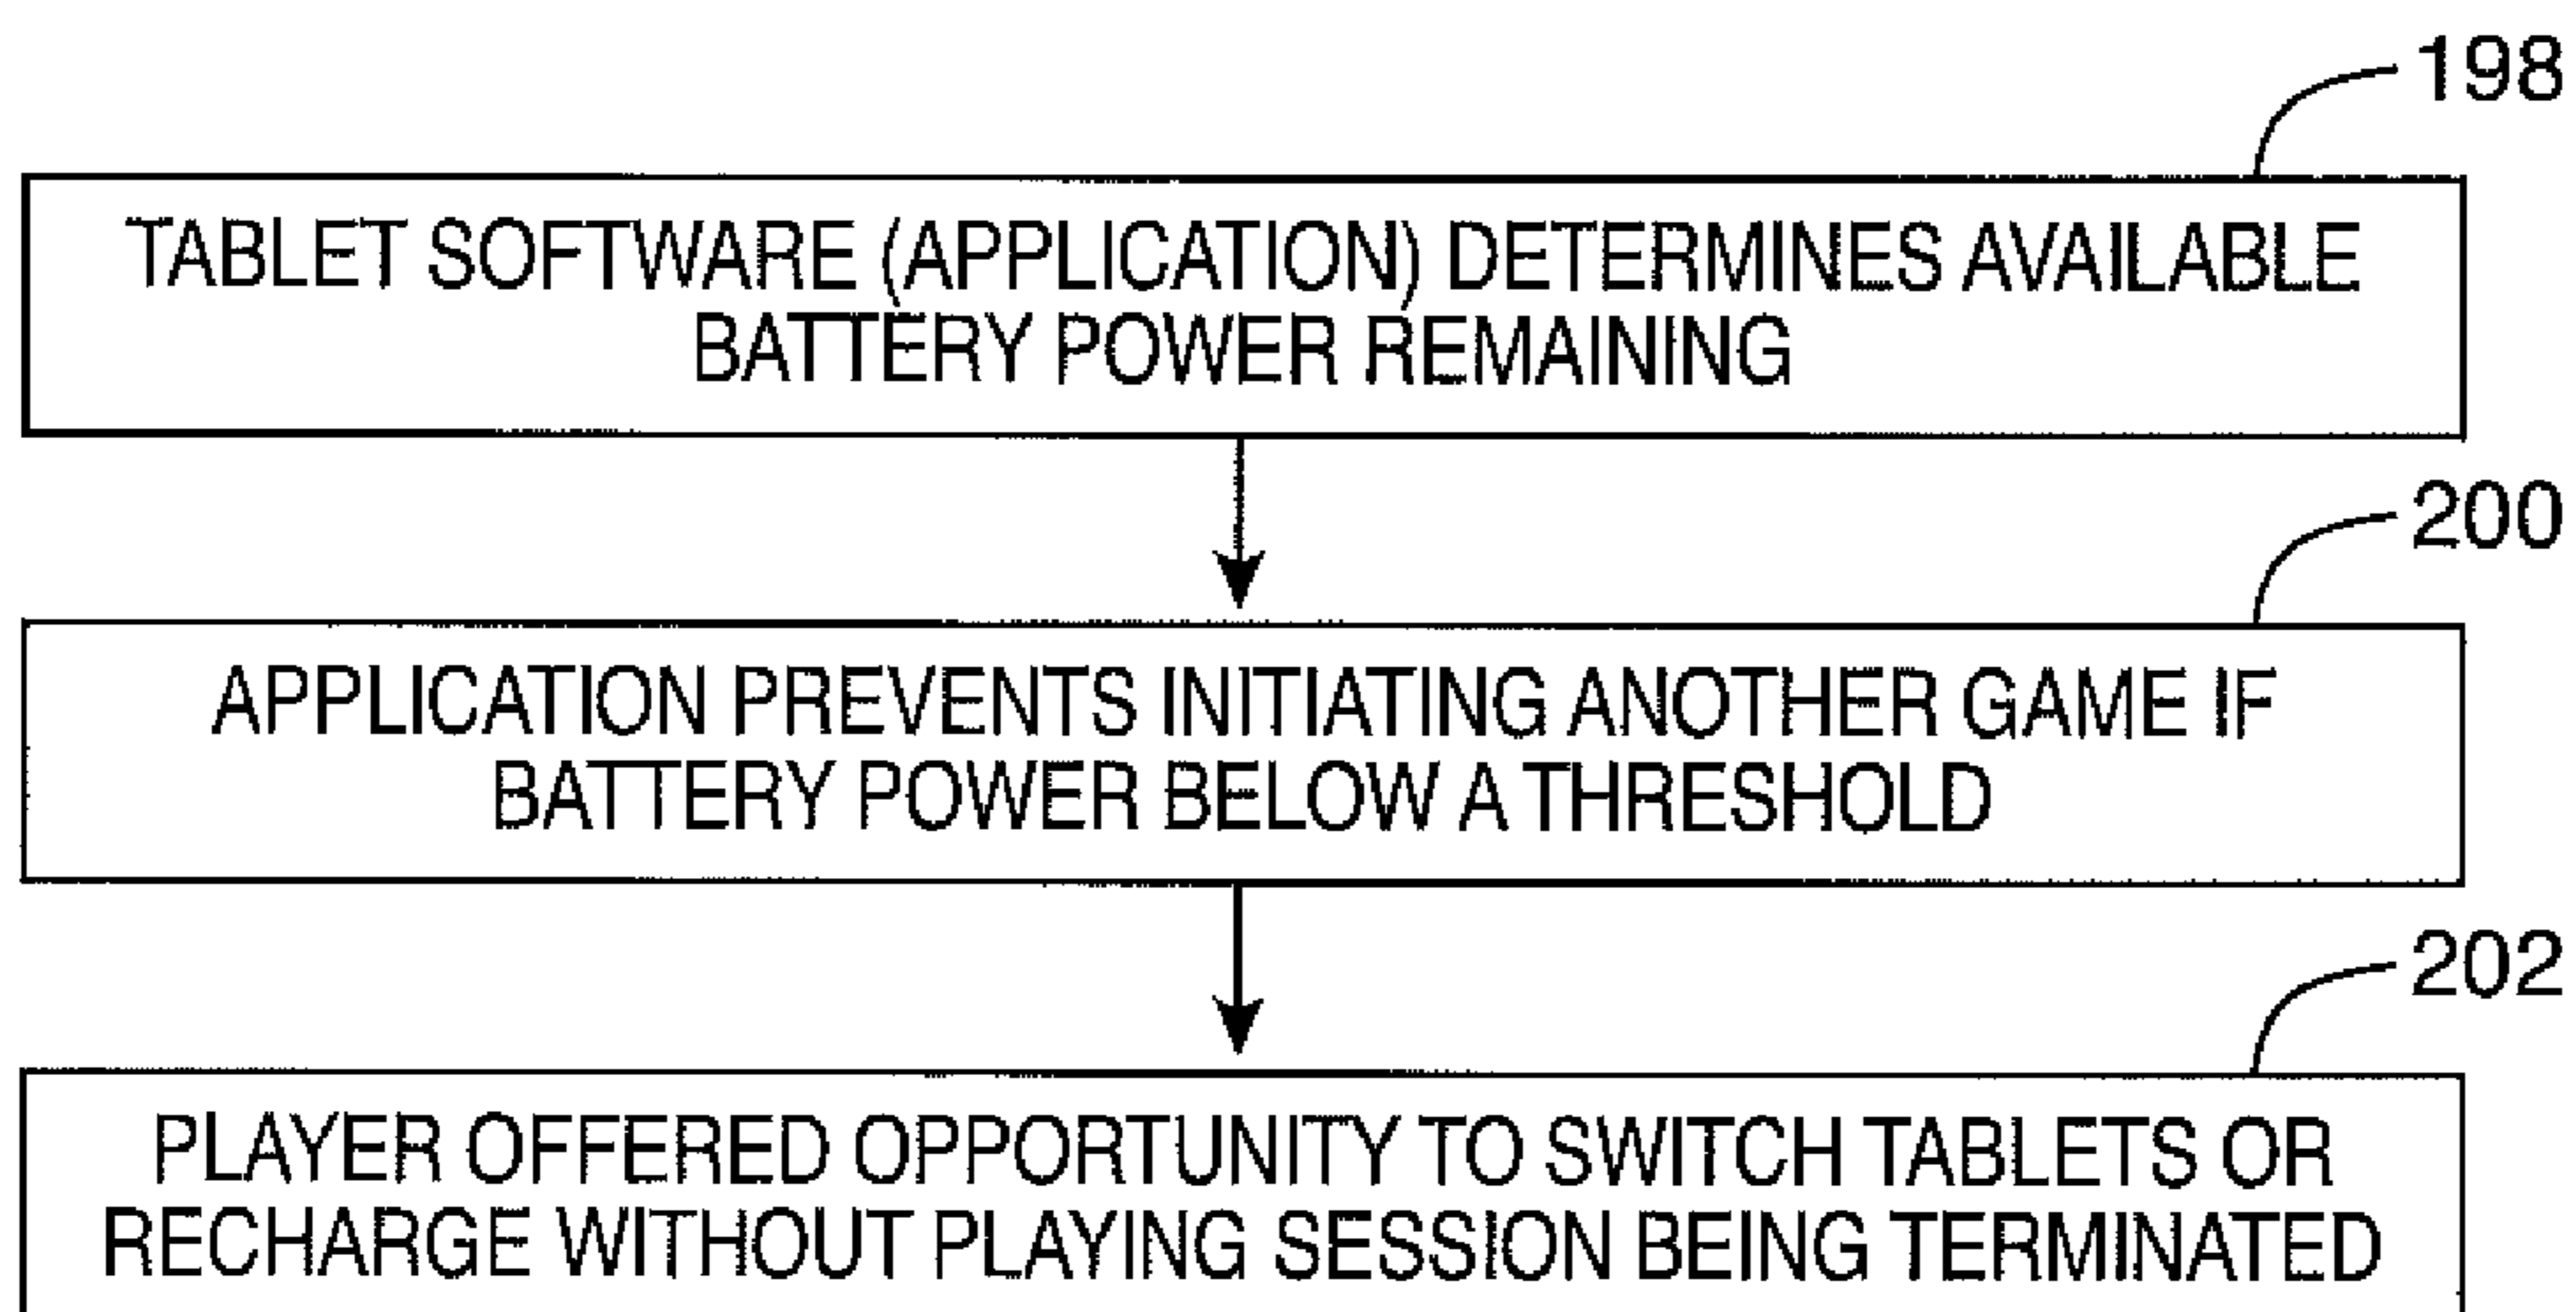 198
TABLET SOFTWARE (APPLICATION) DETERMINES AVAILABLE
BATTERY POWER REMAINING
200
APPLICATION PREVENTS INITIATING ANOTHER GAME IF
BATTERY POWER BELOW A THRESHOLD
202
PLAYER OFFERED OPPORTUNITY TO SWITCH TABLETS OR
RECHARGE WITHOUT PLAYING SESSION BEING TERMINATED